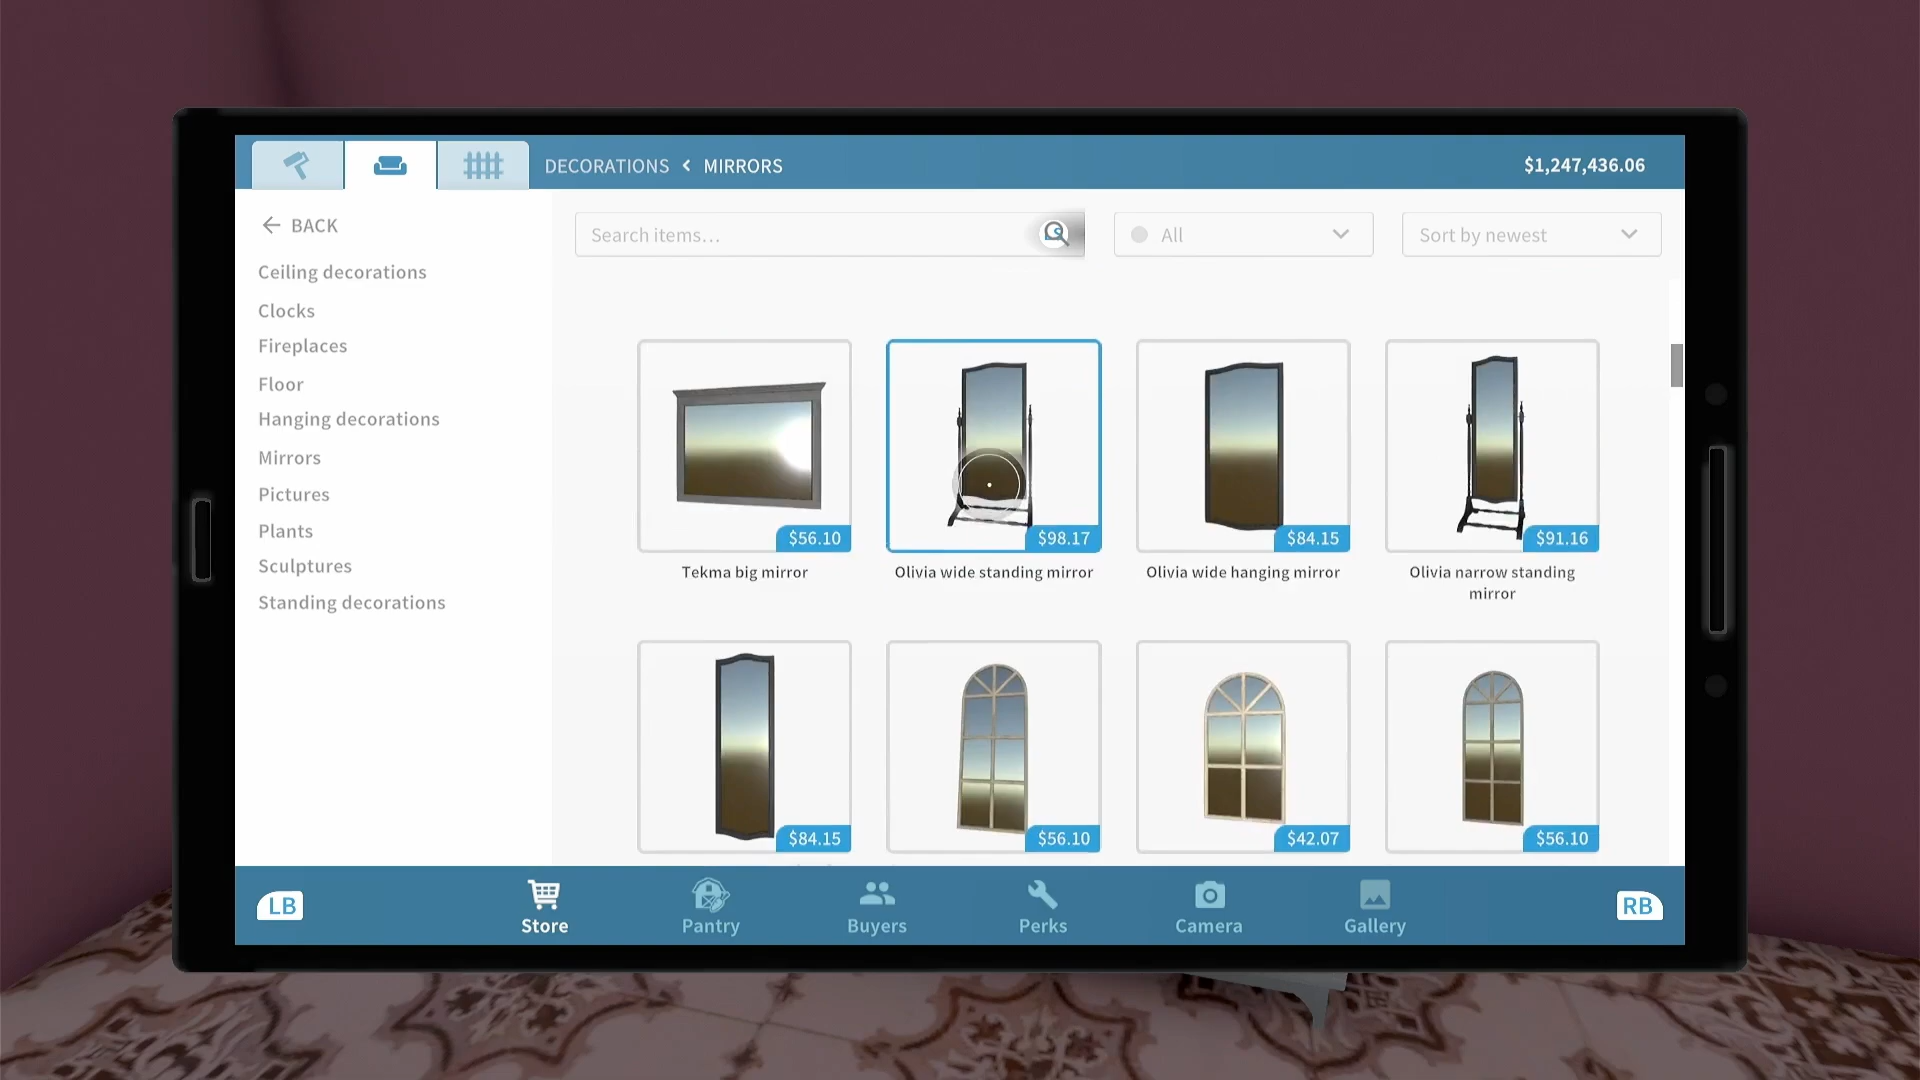 DECORATIONS < MIRRORS
$1,247,436.06
BACK
Search items...
LS
All
Sort by newest
Ceiling decorations
Clocks
Fireplaces
Floor
Hanging decorations
Mirrors
Pictures
Plants
Sculptures
Standing decorations
$56.10
$98.17
$84.15
$91.16
Tekma big mirror
Olivia wide standing mirror
Olivia wide hanging mirror
Olivia narrow standing
mirror
$84.15
$56.10
$42.07
$56.10
LB
Store
Pantry
Buyers
Perks
Camera
Gallery
RB